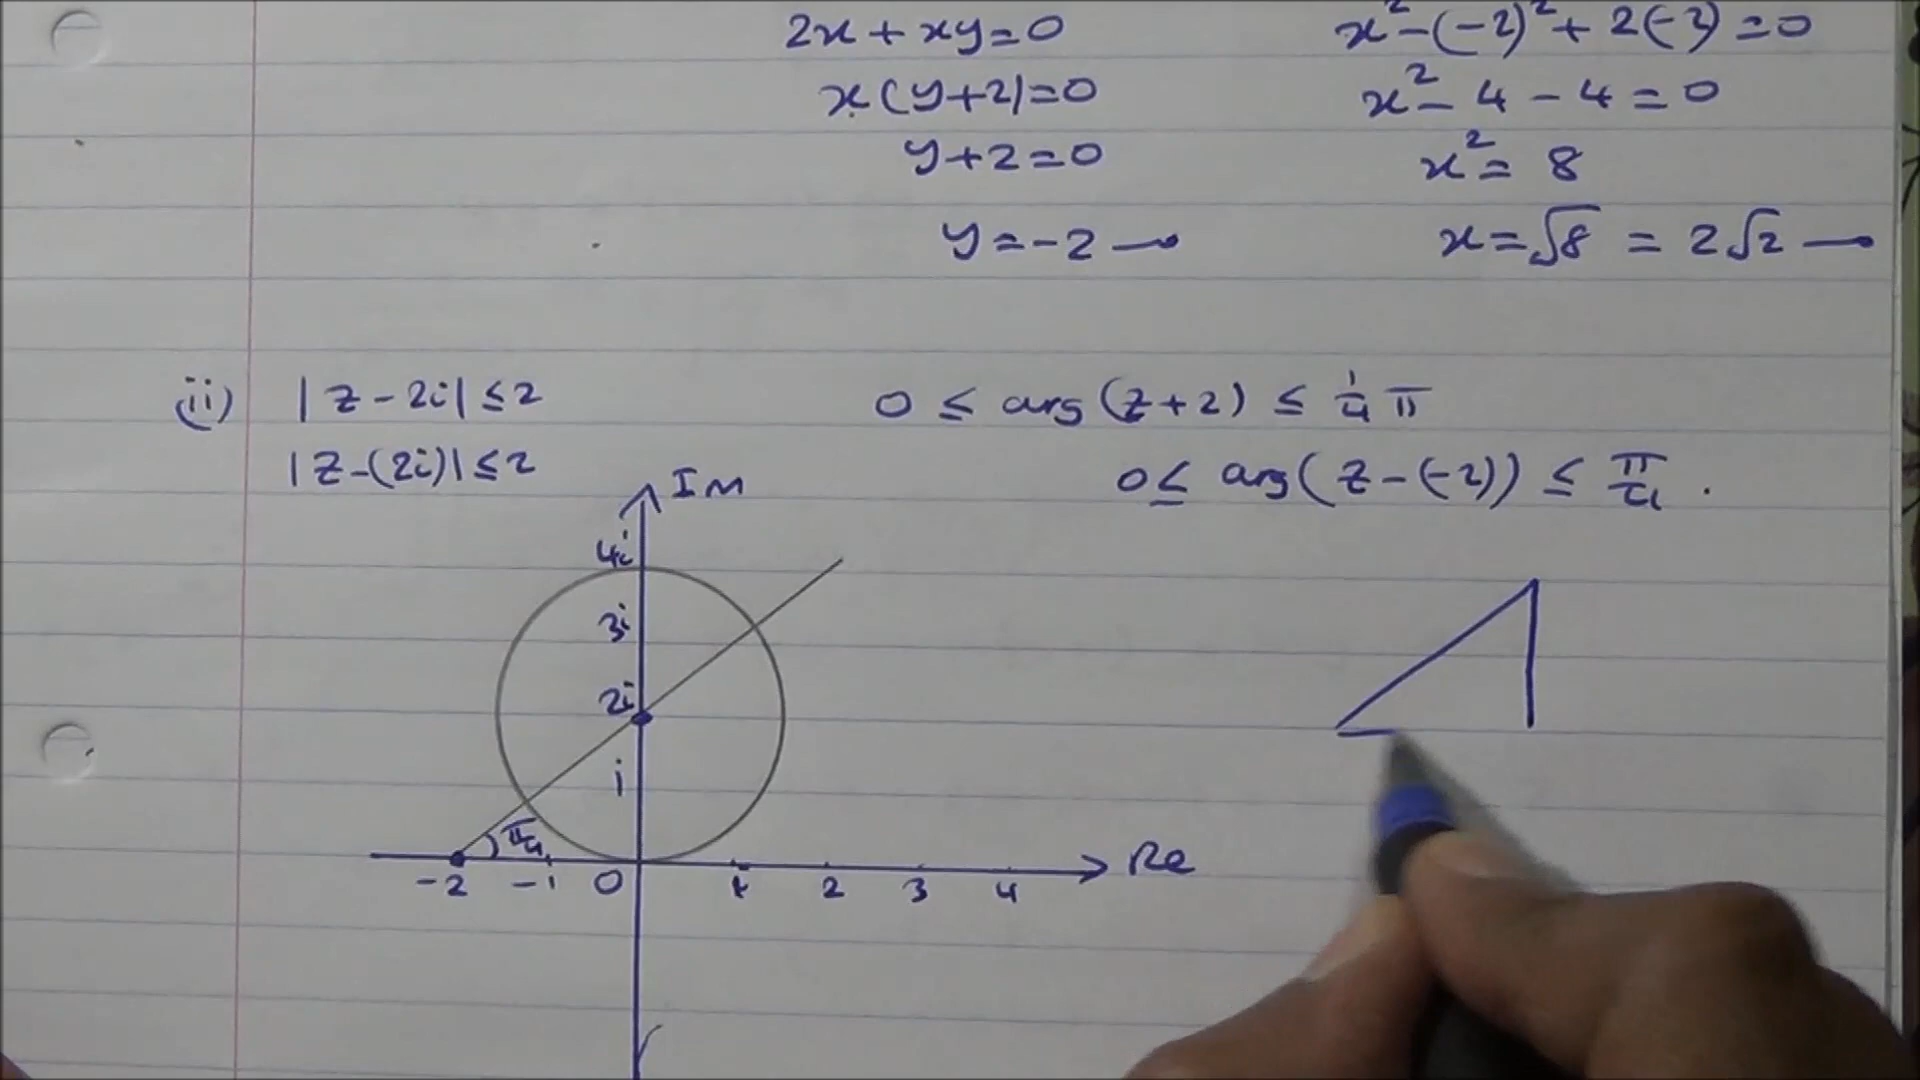 2x + xy = 0
x(y+2) = 0
y+2 = 0
y = -2
x² - (-2)² + 2(-2) = 0
x² - 4 - 4 = 0
x² = 8
x = √8 = 2√2
(ii) |z - 2i| ≤ 2
|z - (2i)| ≤ 2
0 ≤ arg(z+2) ≤ 1/4 π
0 ≤ arg(z - (-2)) ≤ π/4 .
Im
4i
3i
2i
i
π/4
Re
-2 -1 0 1 2 3 4